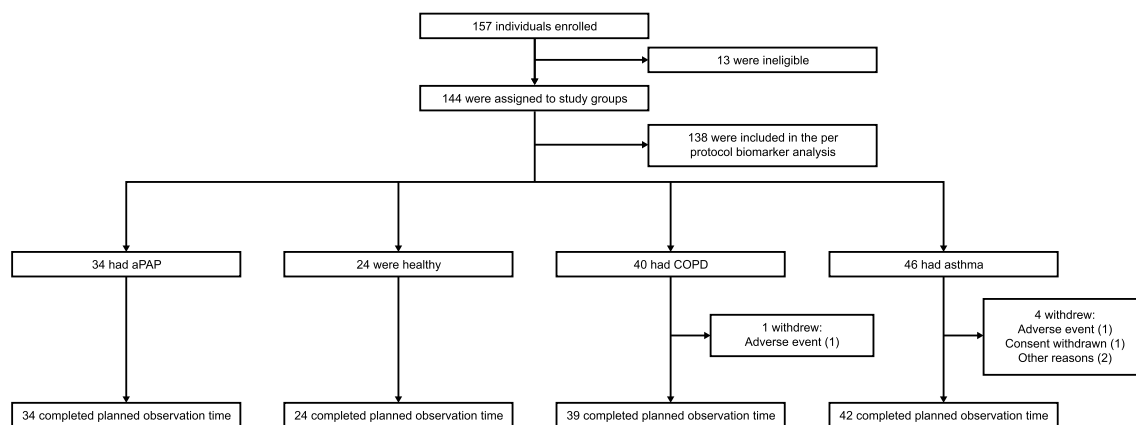 157 individuals enrolled
13 were ineligible
144 were assigned to study groups
138 were included in the per
protocol biomarker analysis
34 had aPAP
24 were healthy
40 had COPD
46 had asthma
1 withdrew:
Adverse event (1)
4 withdrew:
Adverse event (1)
Consent withdrawn (1)
Other reasons (2)
34 completed planned observation time
24 completed planned observation time
39 completed planned observation time
42 completed planned observation time